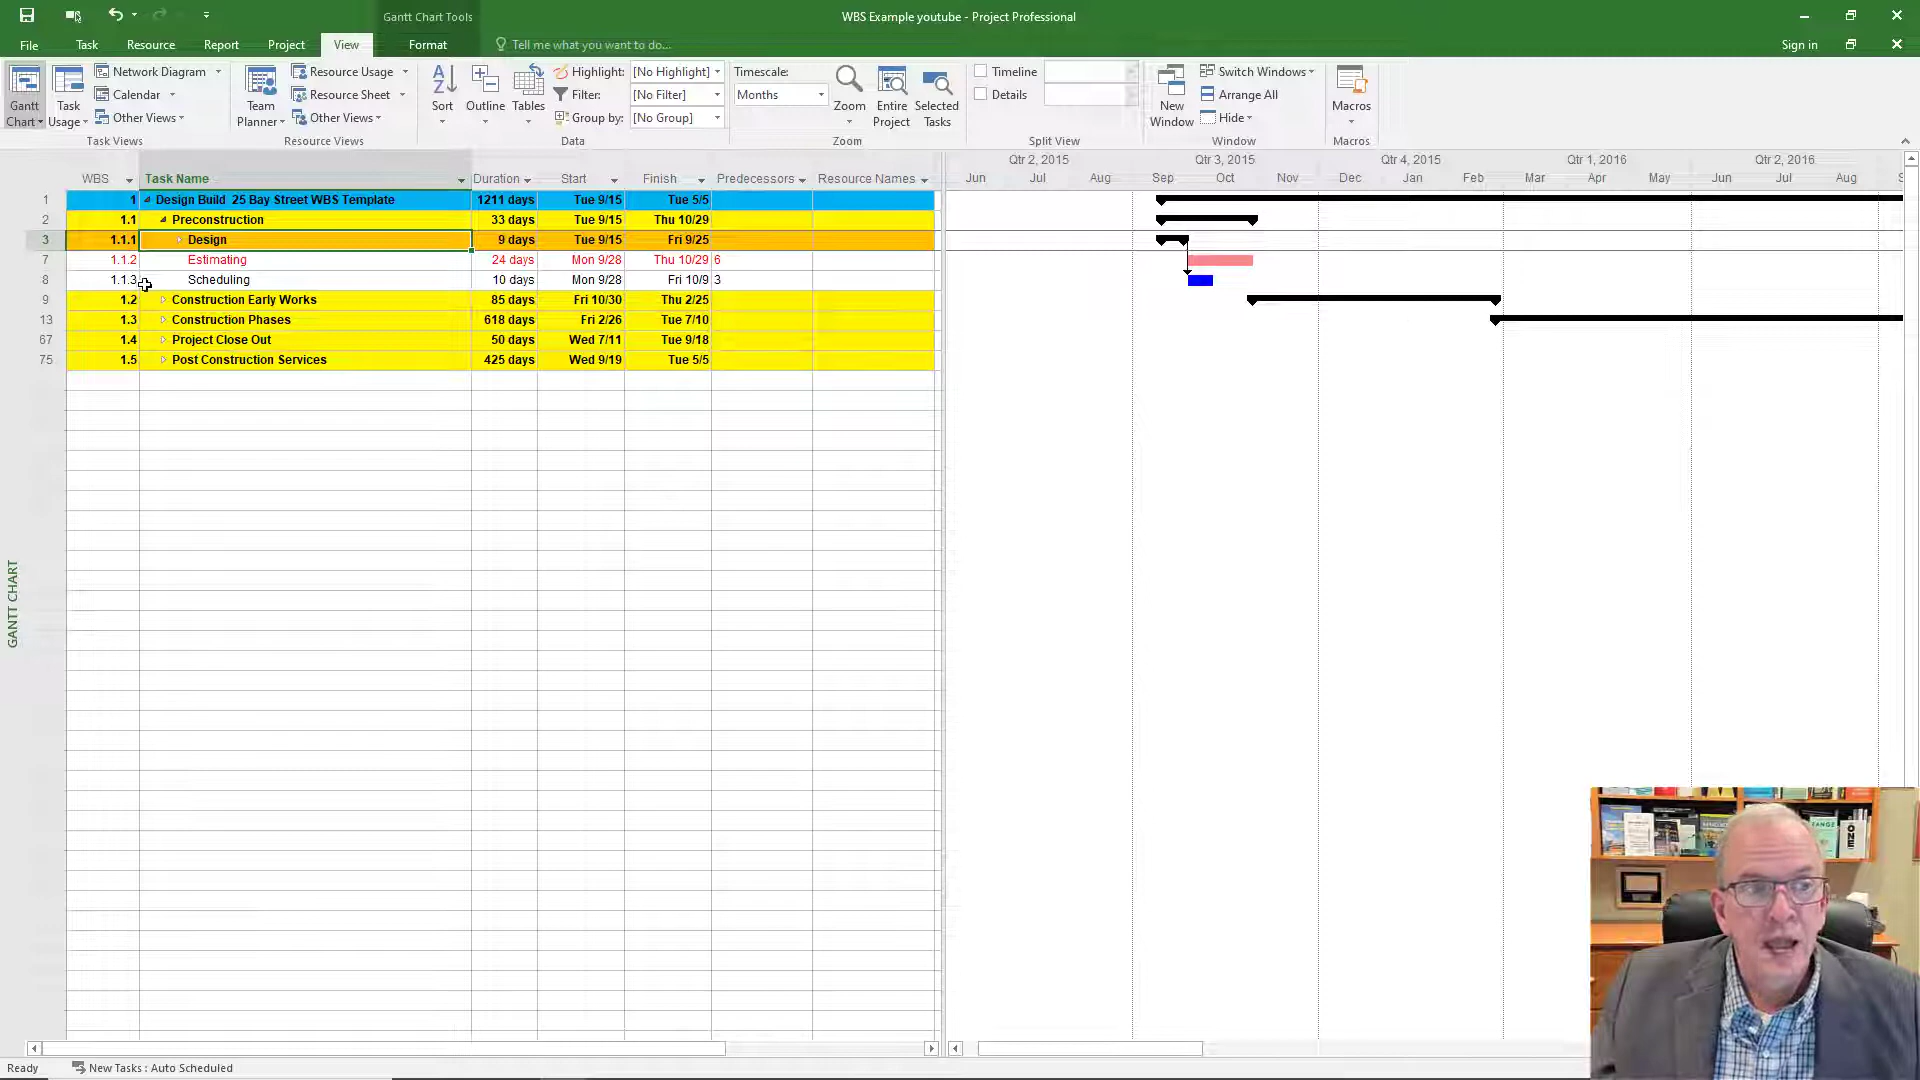 Gantt Chart Tools
WBS Example youtube - Project Professional
File Task Resource Report Project View Format Tell me what you want to do... Sign in
Gantt Chart
Task Usage
Network Diagram
Calendar
Other Views
Task Views
Team Planner
Resource Usage
Resource Sheet
Other Views
Resource Views
Sort
Outline
Tables
Highlight: [No Highlight]
Filter: [No Filter]
Group by: [No Group]
Data
Timescale:
Months
Zoom
Entire Project
Selected Tasks
Zoom
Timeline
Details
Split View
New Window
Switch Windows
Arrange All
Hide
Window
Macros
Macros
WBS Task Name Duration Start Finish Predecessors Resource Names
1 1 Design Build 25 Bay Street WBS Template 1211 days Tue 9/15 Tue 5/5
2 1.1 Preconstruction 33 days Tue 9/15 Thu 10/29
3 1.1.1 Design 9 days Tue 9/15 Fri 9/25
7 1.1.2 Estimating 24 days Mon 9/28 Thu 10/29 6
8 1.1.3 Scheduling 10 days Mon 9/28 Fri 10/9 3
9 1.2 Construction Early Works 85 days Fri 10/30 Thu 2/25
13 1.3 Construction Phases 618 days Fri 2/26 Tue 7/10
67 1.4 Project Close Out 50 days Wed 7/11 Tue 9/18
75 1.5 Post Construction Services 425 days Wed 9/19 Tue 5/5
Qtr 2, 2015 Qtr 3, 2015 Qtr 4, 2015 Qtr 1, 2016 Qtr 2, 2016
Jun Jul Aug Sep Oct Nov Dec Jan Feb Mar Apr May Jun Jul Aug S
GANTT CHART
ONE
Ready New Tasks : Auto Scheduled